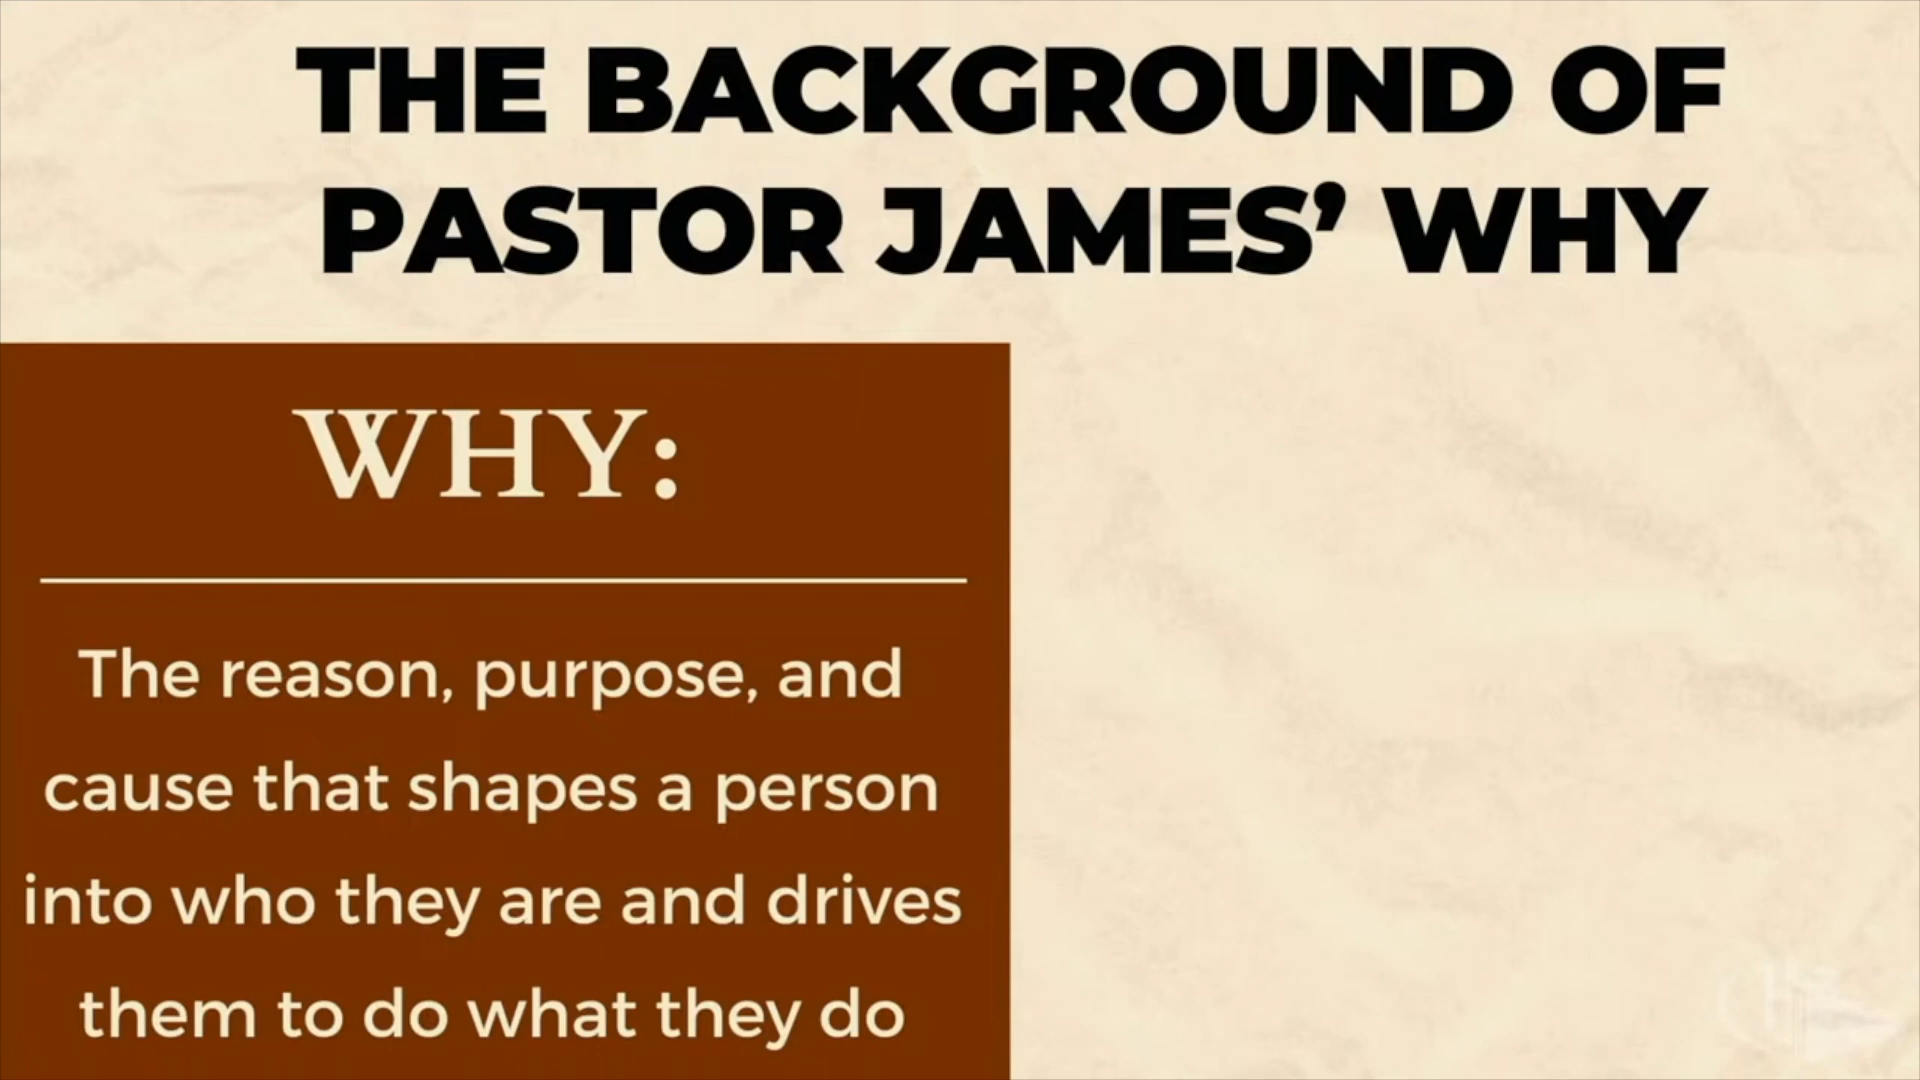 THE BACKGROUND OF
PASTOR JAMES’ WHY
WHY:
The reason, purpose, and
cause that shapes a person
into who they are and drives
them to do what they do